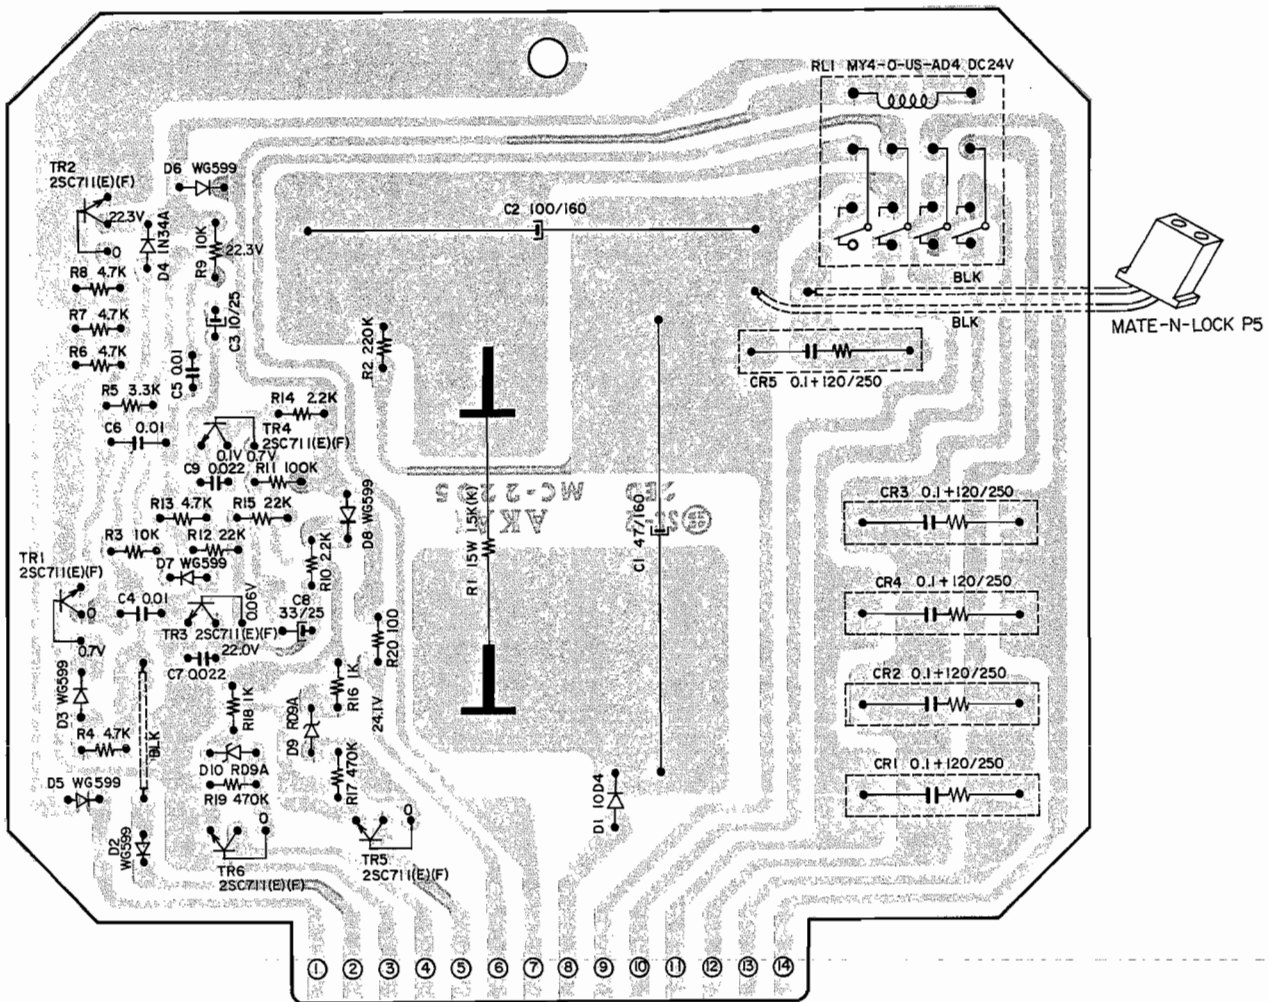 RL1 MY4-0-US-AD4 DC24V
TR2
2SC711(E)(F)
22.3V
0
D6 WG599
D4 1N34A
R9 10K
22.3V
C2 100/160
BLK
BLK
MATE-N-LOCK P5
R8 4.7K
R7 4.7K
R6 4.7K
C3 10/25
C5 0.01
R2 220K
CR5 0.1+120/250
R5 3.3K
C6 0.01
R14 2.2K
TR4
2SC711(E)(F)
0.1V 0.7V
C9 0.022
R11 100K
R13 4.7K
R15 22K
D8 WG599
AKAI
MC-2205
R1 15W 1.5K(K)
C1 47/160
CR3 0.1+120/250
R3 10K
R12 22K
R10 2.2K
TR1
2SC711(E)(F)
0
0.7V
D7 WG599
C4 0.01
0.06V
TR3 2SC711(E)(F)
22.0V
C8
33/25
C7 0.022
R20 100
CR4 0.1+120/250
D3 WG599
R18 1K
R16 1K
D9 RD9A
24.1V
CR2 0.1+120/250
R4 4.7K
BLK
D10 RD9A
R19 470K
R17 470K
D5 WG599
D1 10D4
CR1 0.1+120/250
D2
WG599
0
TR6
2SC711(E)(F)
0
TR5
2SC711(E)(F)
1 2 3 4 5 6 7 8 9 10 11 12 13 14